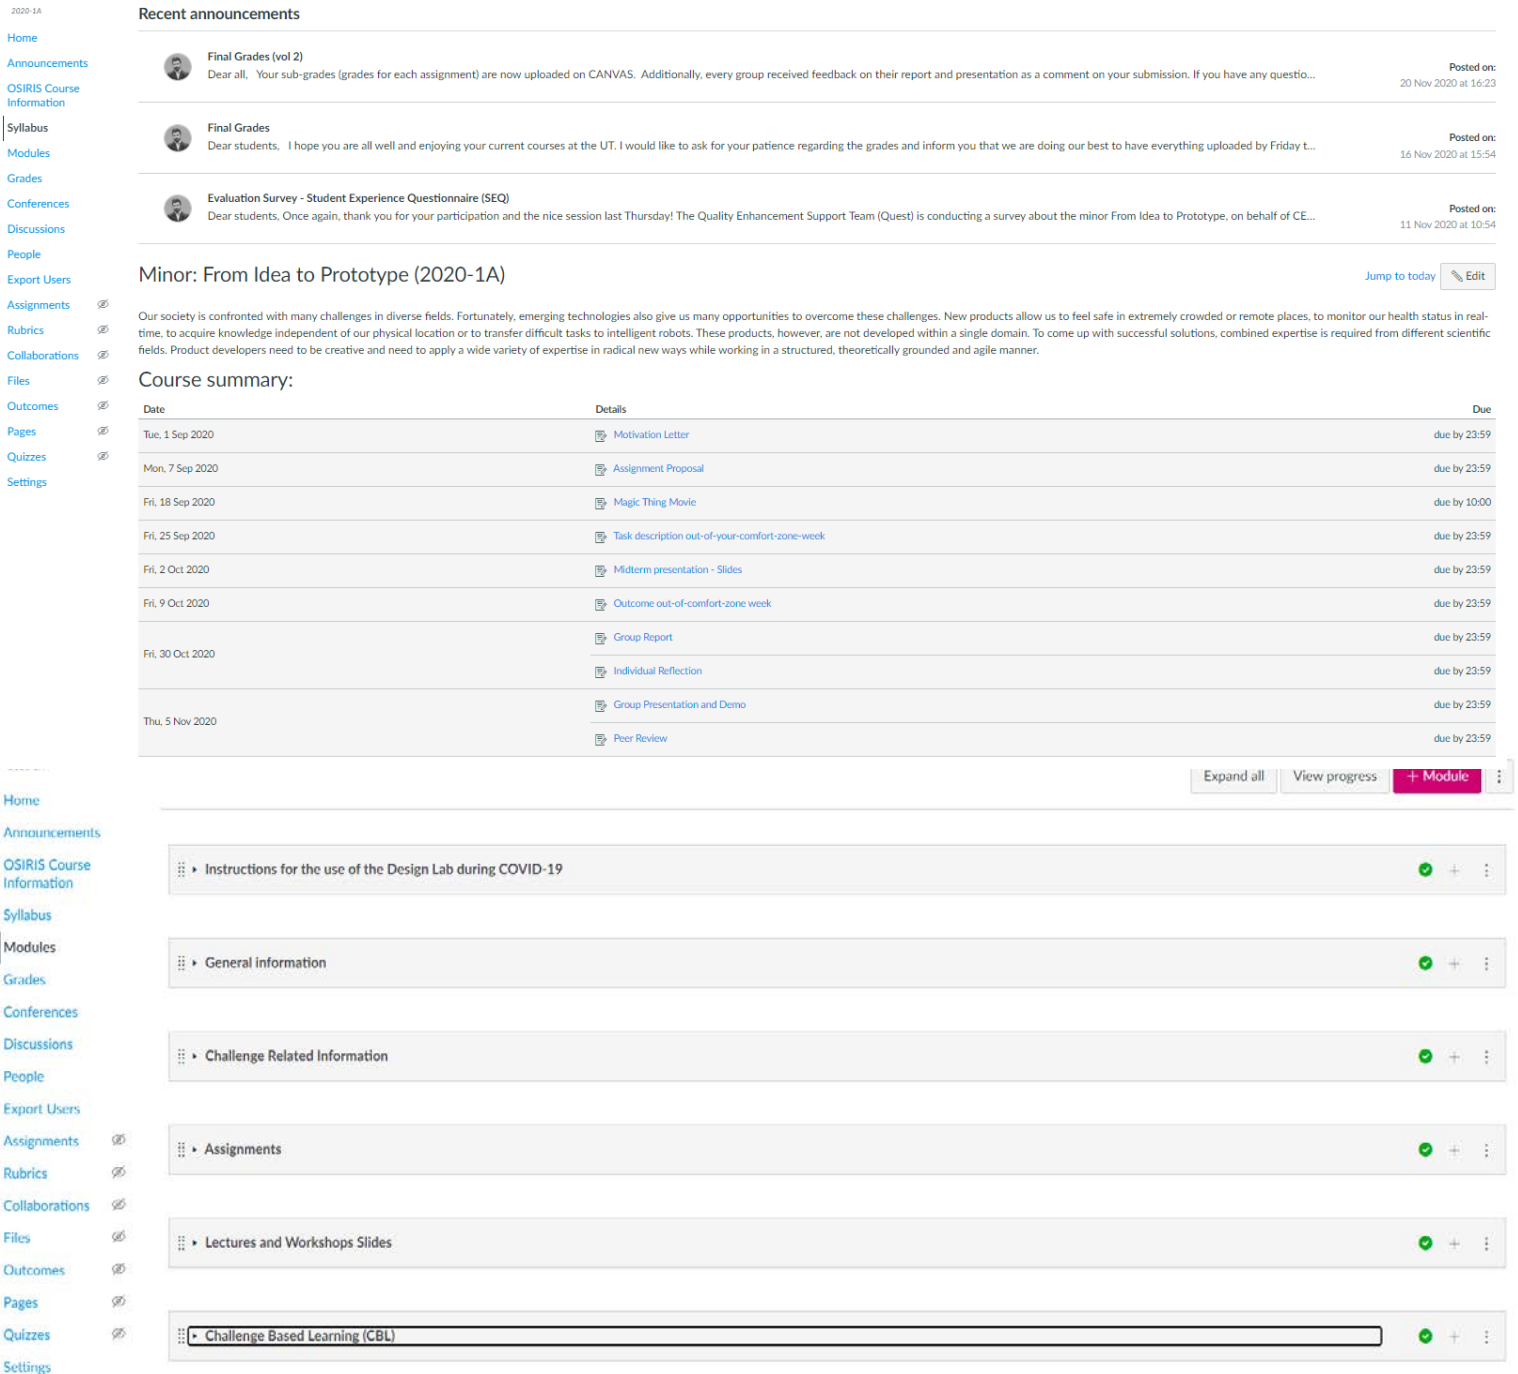 2020-1A
Home
Announcements
OSIRIS Course
Information
Syllabus
Modules
Grades
Conferences
Discussions
People
Export Users
Assignments
Rubrics
Collaborations
Files
Outcomes
Pages
Quizzes
Settings
Recent announcements
Final Grades (vol 2)
Dear all,   Your sub-grades (grades for each assignment) are now uploaded on CANVAS.  Additionally, every group received feedback on their report and presentation as a comment on your submission. If you have any questio...
Posted on:
20 Nov 2020 at 16:23
Final Grades
Dear students,   I hope you are all well and enjoying your current courses at the UT. I would like to ask for your patience regarding the grades and inform you that we are doing our best to have everything uploaded by Friday t...
Posted on:
16 Nov 2020 at 15:54
Evaluation Survey - Student Experience Questionnaire (SEQ)
Dear students, Once again, thank you for your participation and the nice session last Thursday! The Quality Enhancement Support Team (Quest) is conducting a survey about the minor From Idea to Prototype, on behalf of CE...
Posted on:
11 Nov 2020 at 10:54
Minor: From Idea to Prototype (2020-1A)
Jump to today
Edit
Our society is confronted with many challenges in diverse fields. Fortunately, emerging technologies also give us many opportunities to overcome these challenges. New products allow us to feel safe in extremely crowded or remote places, to monitor our health status in real-
time, to acquire knowledge independent of our physical location or to transfer difficult tasks to intelligent robots. These products, however, are not developed within a single domain. To come up with successful solutions, combined expertise is required from different scientific
fields. Product developers need to be creative and need to apply a wide variety of expertise in radical new ways while working in a structured, theoretically grounded and agile manner.
Course summary:
Date Details Due
Tue, 1 Sep 2020 Motivation Letter due by 23:59
Mon, 7 Sep 2020 Assignment Proposal due by 23:59
Fri, 18 Sep 2020 Magic Thing Movie due by 10:00
Fri, 25 Sep 2020 Task description out-of-your-comfort-zone-week due by 23:59
Fri, 2 Oct 2020 Midterm presentation - Slides due by 23:59
Fri, 9 Oct 2020 Outcome out-of-comfort-zone week due by 23:59
Fri, 30 Oct 2020
Group Report due by 23:59
Individual Reflection due by 23:59
Thu, 5 Nov 2020
Group Presentation and Demo due by 23:59
Peer Review due by 23:59
Expand all View progress + Module
Home
Announcements
OSIRIS Course
Information
Syllabus
Modules
Grades
Conferences
Discussions
People
Export Users
Assignments
Rubrics
Collaborations
Files
Outcomes
Pages
Quizzes
Settings
Instructions for the use of the Design Lab during COVID-19
General information
Challenge Related Information
Assignments
Lectures and Workshops Slides
Challenge Based Learning (CBL)